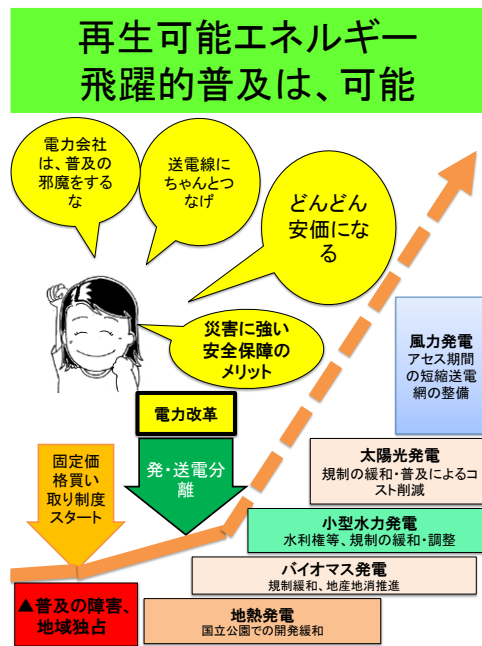 再生可能エネルギー
飛躍的普及は、可能
電力会社
は、普及の
邪魔をする
な
送電線に
ちゃんとつ
なげ
どんどん
安価にな
る
災害に強い
安全保障の
メリット
電力改革
固定価
格買い
取り制度
スタート
発・送電分
離
風力発電
アセス期間
の短縮送電
網の整備
太陽光発電
規制の緩和・普及によるコ
スト削減
小型水力発電
水利権等、規制の緩和・調整
バイオマス発電
規制緩和、地産地消推進
▲普及の障害、
地域独占
地熱発電
国立公園での開発緩和